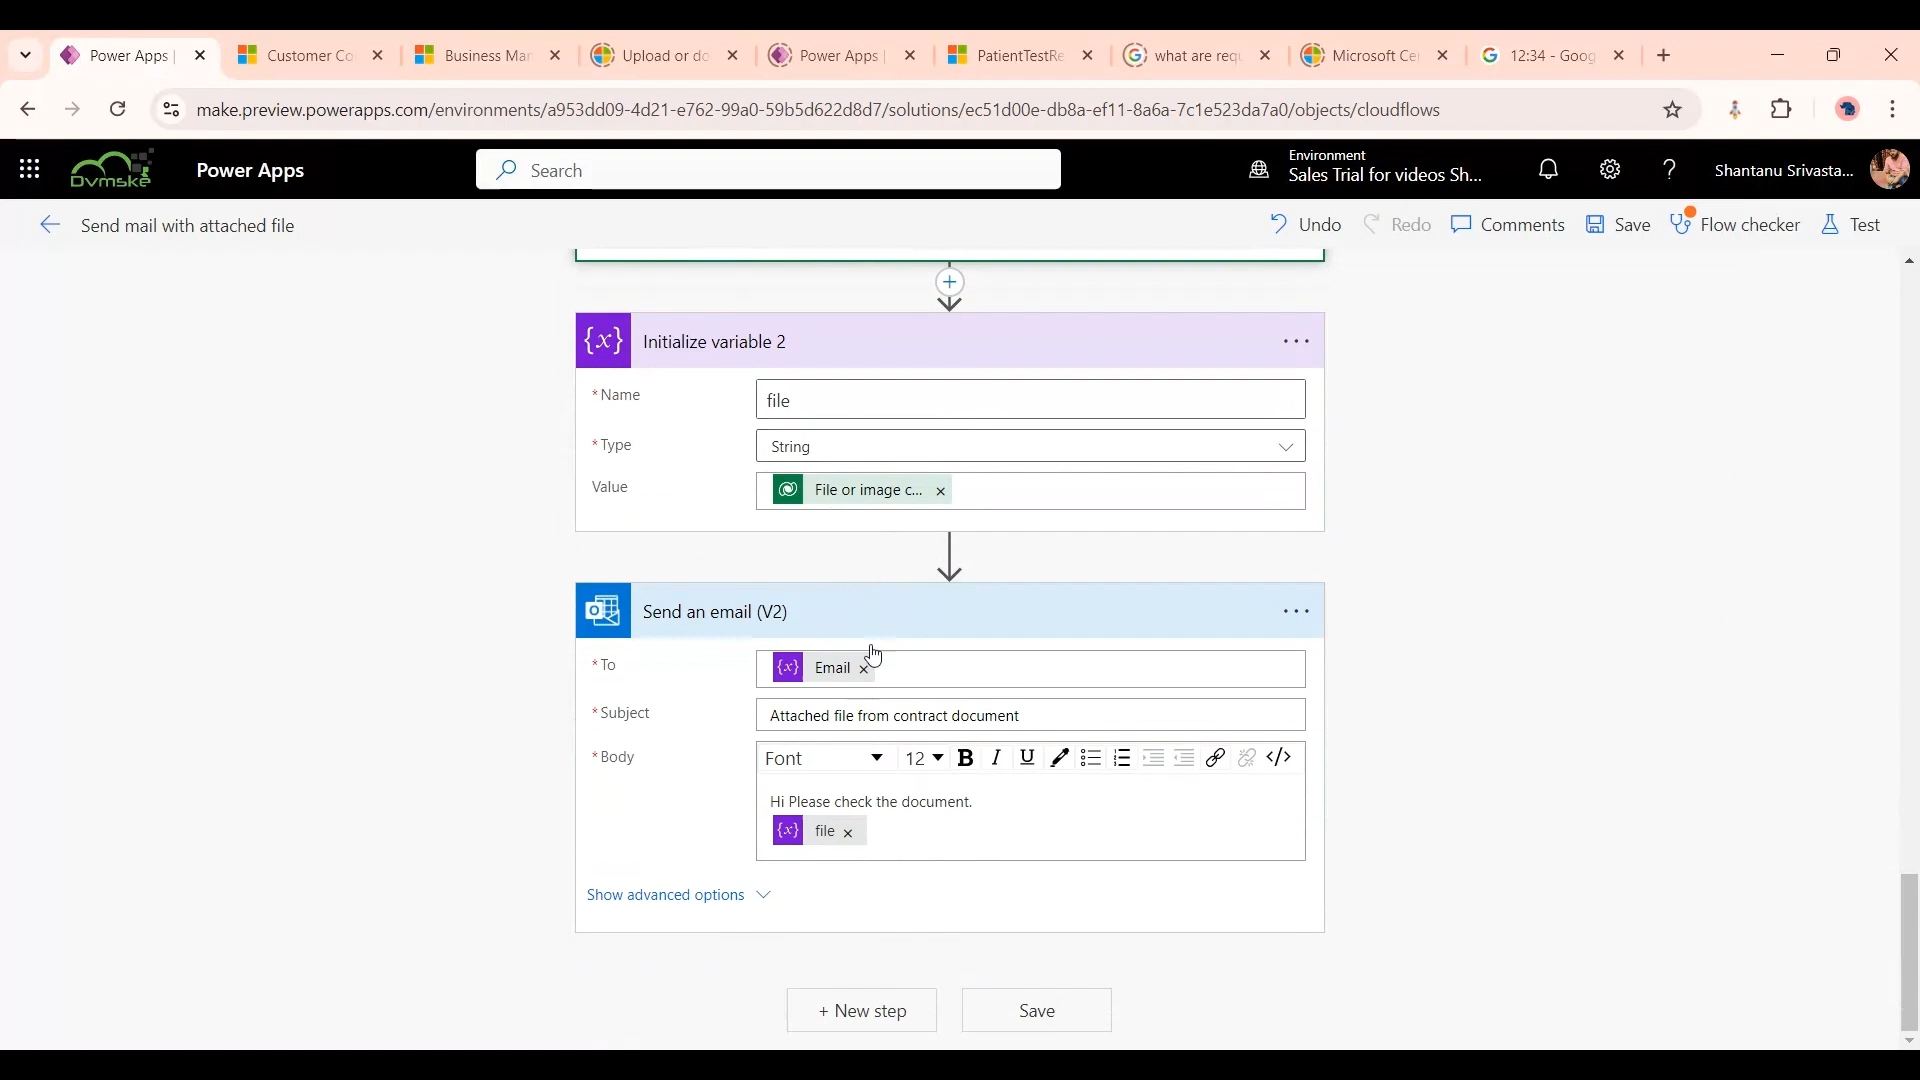 Power Apps |
Customer Co
Business Man
Upload or do
Power Apps |
PatientTestRe
what are requ
Microsoft Cer
12:34 - Goog
make.preview.powerapps.com/environments/a953dd09-4d21-e762-99a0-59b5d622d8d7/solutions/ec51d00e-db8a-ef11-8a6a-7c1e523da7a0/objects/cloudflows
Dvmske
Power Apps
Search
Environment
Sales Trial for videos Sh...
Shantanu Srivasta...
Send mail with attached file
Undo
Redo
Comments
Save
Flow checker
Test
{x} Initialize variable 2
* Name
file
* Type
String
Value
File or image c... ×
Send an email (V2)
* To
{x} Email ×
* Subject
Attached file from contract document
* Body
Font 12 B I U </>
Hi Please check the document.
{x} file ×
Show advanced options
+ New step
Save